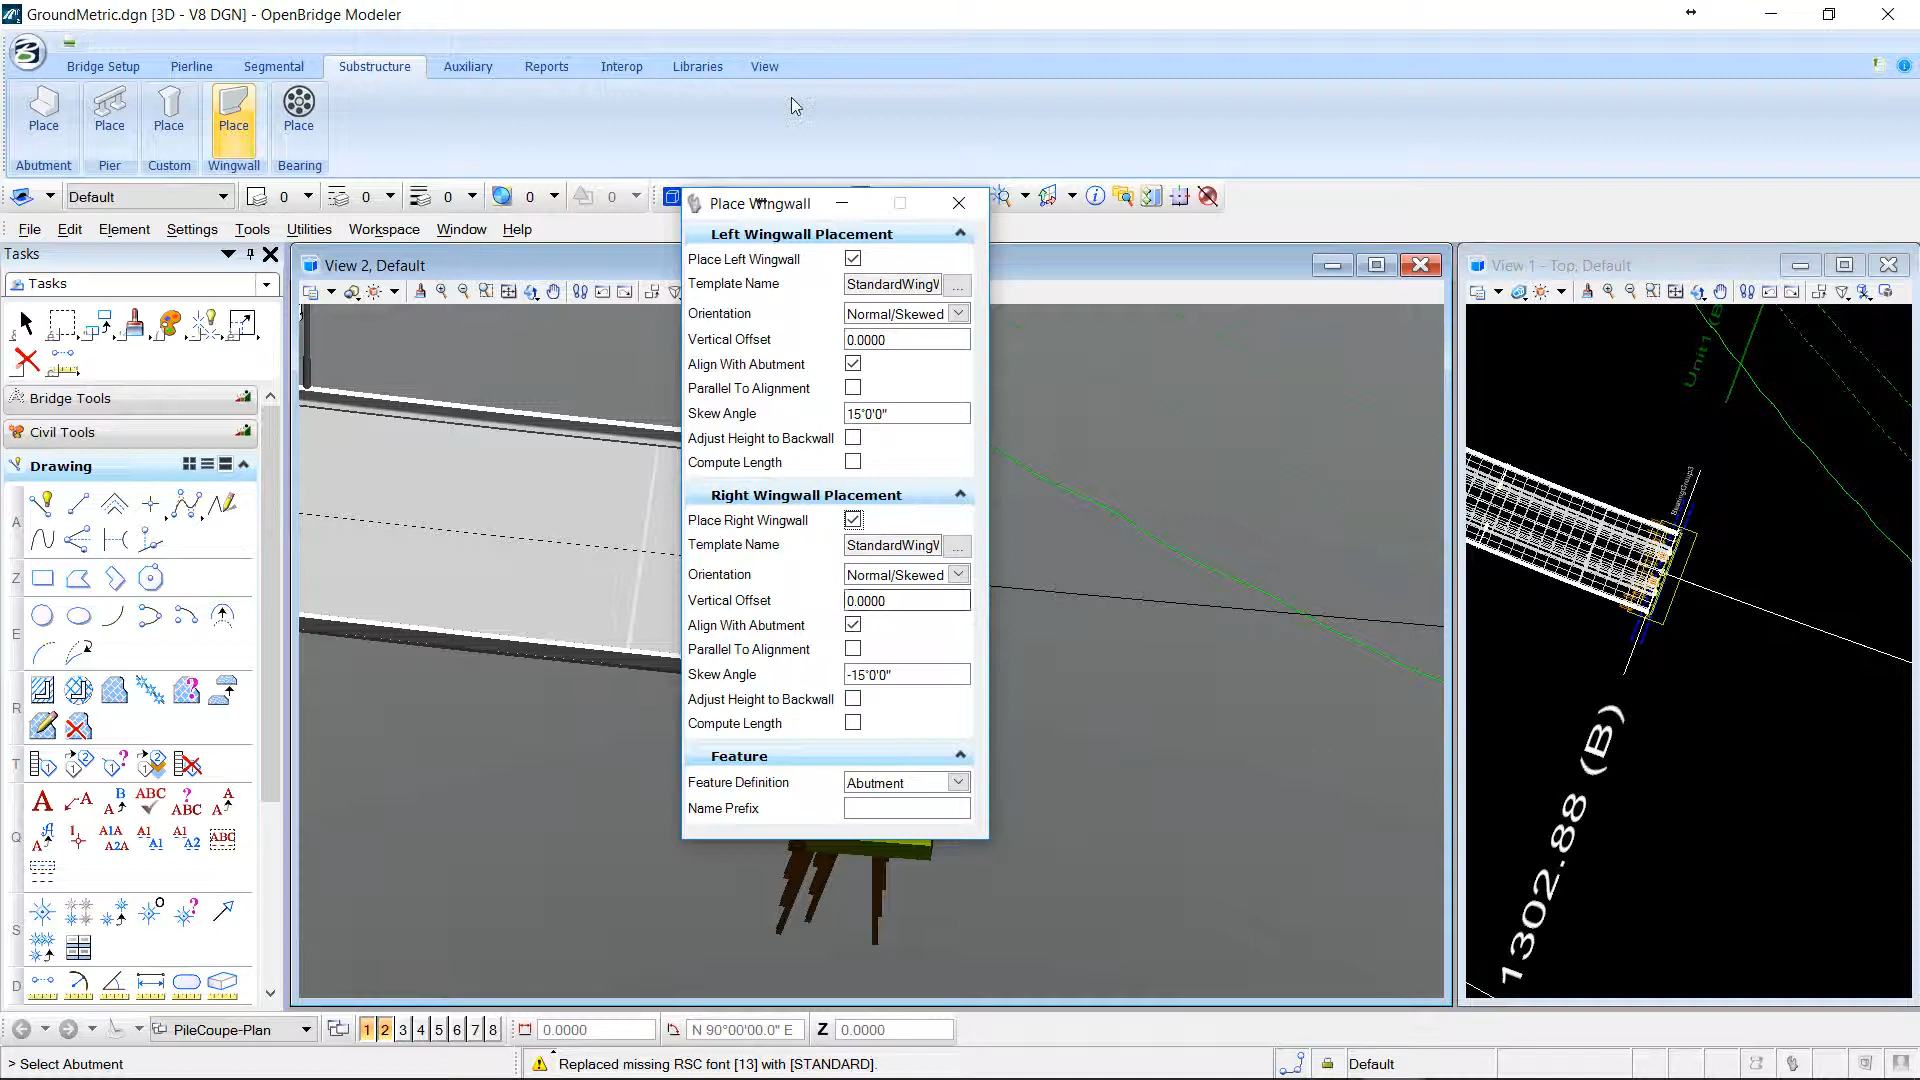 GroundMetric.dgn [3D - V8 DGN] - OpenBridge Modeler
Bridge Setup
Pierline
Segmental
Substructure
Auxiliary
Reports
Interop
Libraries
View
Place
Place
Place
Place
Place
Abutment
Pier
Custom
Wingwall
Bearing
Default
0
0
0
0
0
File
Edit
Element
Settings
Tools
Utilities
Workspace
Window
Help
Tasks
Tasks
Bridge Tools
Civil Tools
Drawing
A
Z
E
R
T
Q
S
D
View 2, Default
Place Wingwall
Left Wingwall Placement
Place Left Wingwall
Template Name
StandardWingW
...
Orientation
Normal/Skewed
Vertical Offset
0.0000
Align With Abutment
Parallel To Alignment
Skew Angle
15°0'0"
Adjust Height to Backwall
Compute Length
Right Wingwall Placement
Place Right Wingwall
Template Name
StandardWingW
...
Orientation
Normal/Skewed
Vertical Offset
0.0000
Align With Abutment
Parallel To Alignment
Skew Angle
-15°0'0"
Adjust Height to Backwall
Compute Length
Feature
Feature Definition
Abutment
Name Prefix
View 1 - Top, Default
Unit1 (B
BearingGroup3
1302.88 (B)
PileCoupe-Plan
1
2
3
4
5
6
7
8
0.0000
N 90°00'00.0" E
Z
0.0000
> Select Abutment
Replaced missing RSC font [13] with [STANDARD].
Default